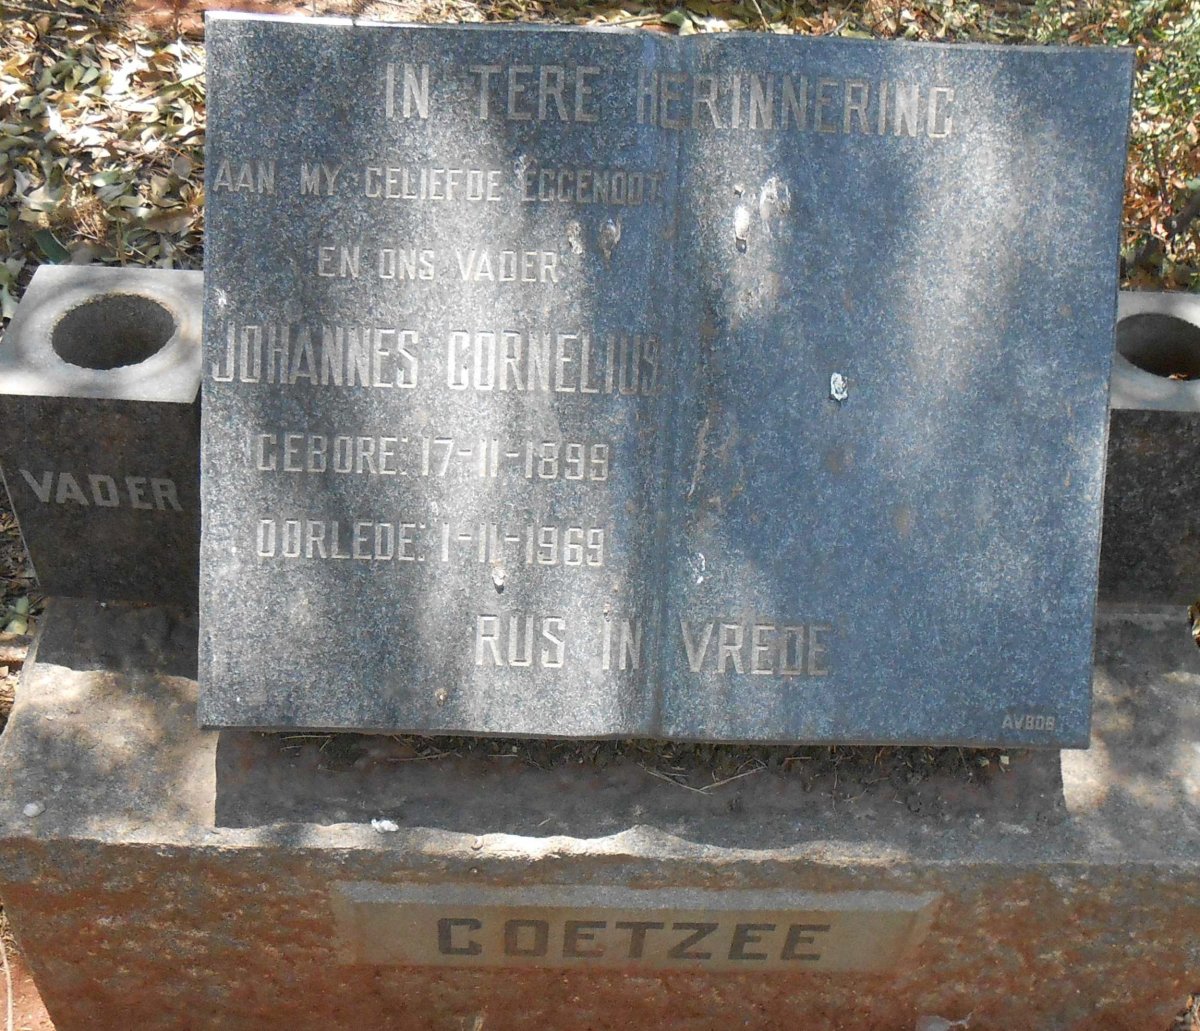 IN TERE HERINNERING
AAN MY GELIEFDE EGGENOOT
EN ONS VADER
JOHANNES CORNELIUS
GEBORE: 17-11-1899
OORLEDE: 1-11-1969
RUS IN VREDE
AVBOB
VADER
COETZEE